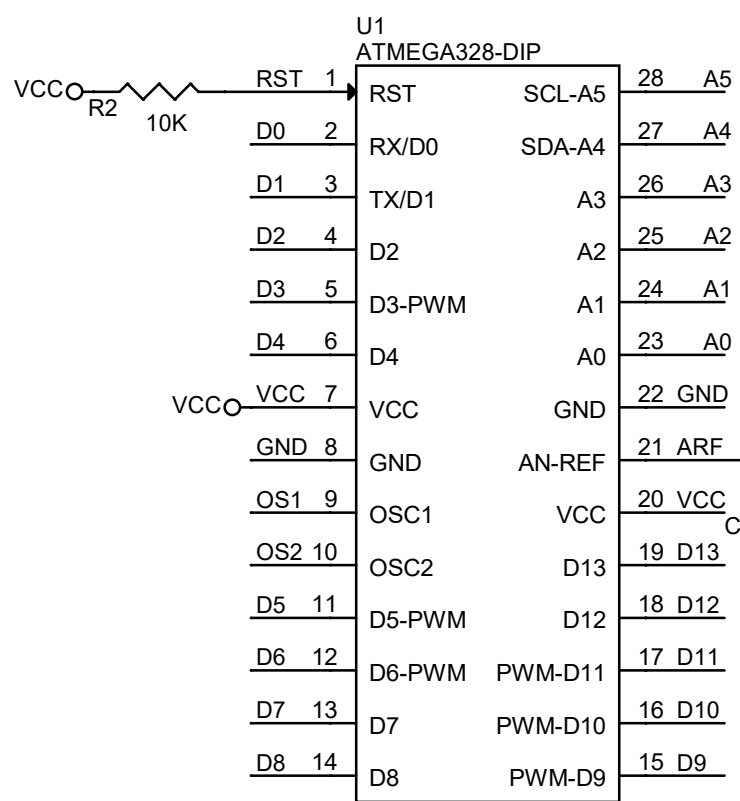 U1
ATMEGA328-DIP
VCC R2 10K RST 1 RST SCL-A5 28 A5
D0 2 RX/D0 SDA-A4 27 A4
D1 3 TX/D1 A3 26 A3
D2 4 D2 A2 25 A2
D3 5 D3-PWM A1 24 A1
D4 6 D4 A0 23 A0
VCC VCC 7 VCC GND 22 GND
GND 8 GND AN-REF 21 ARF
OS1 9 OSC1 VCC 20 VCC
C
OS2 10 OSC2 D13 19 D13
D5 11 D5-PWM D12 18 D12
D6 12 D6-PWM PWM-D11 17 D11
D7 13 D7 PWM-D10 16 D10
D8 14 D8 PWM-D9 15 D9